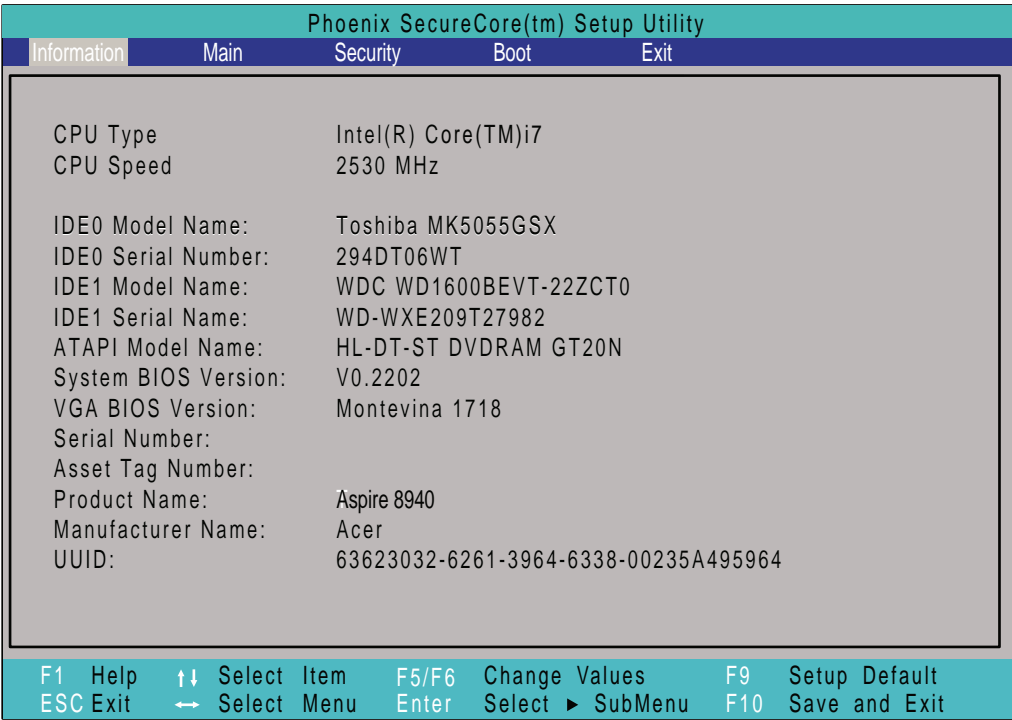 Phoenix SecureCore(tm) Setup Utility
Information Main Security Boot Exit
CPU Type Intel(R) Core(TM)i7
CPU Speed 2530 MHz
IDE0 Model Name: Toshiba MK5055GSX
IDE0 Serial Number: 294DT06WT
IDE1 Model Name: WDC WD1600BEVT-22ZCT0
IDE1 Serial Name: WD-WXE209T27982
ATAPI Model Name: HL-DT-ST DVDRAM GT20N
System BIOS Version: V0.2202
VGA BIOS Version: Montevina 1718
Serial Number:
Asset Tag Number:
Product Name: Aspire 8940
Manufacturer Name: Acer
UUID: 63623032-6261-3964-6338-00235A495964
F1 Help ↑↓ Select Item F5/F6 Change Values F9 Setup Default
ESC Exit ↔ Select Menu Enter Select ► SubMenu F10 Save and Exit